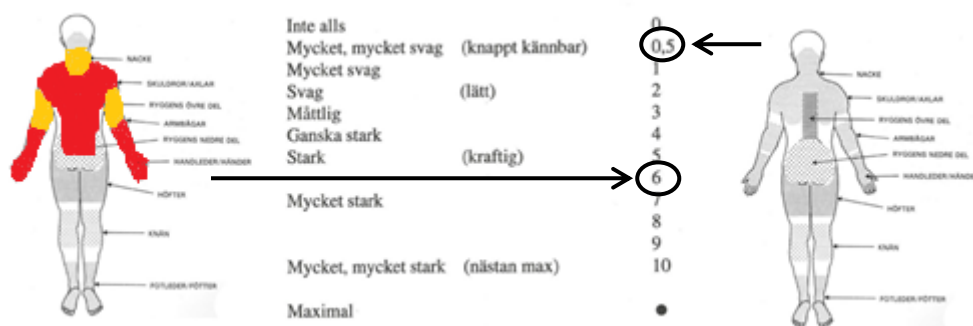 NACKE
SKULDROR/AXLAR
RYGGENS ÖVRE DEL
ARMBÅGAR
RYGGENS NEDRE DEL
HANDLEDER/HÄNDER
HÖFTER
KNÄN
FOTLEDER/FÖTTER
Inte alls 0
Mycket, mycket svag (knappt kännbar) 0,5
Mycket svag 1
Svag (lätt) 2
Måttlig 3
Ganska stark 4
Stark (kraftig) 5
6
Mycket stark 7
8
9
Mycket, mycket stark (nästan max) 10
Maximal ●
NACKE
SKULDROR/AXLAR
RYGGENS ÖVRE DEL
ARMBÅGAR
RYGGENS NEDRE DEL
HANDLEDER/HÄNDER
HÖFTER
KNÄN
FOTLEDER/FÖTTER